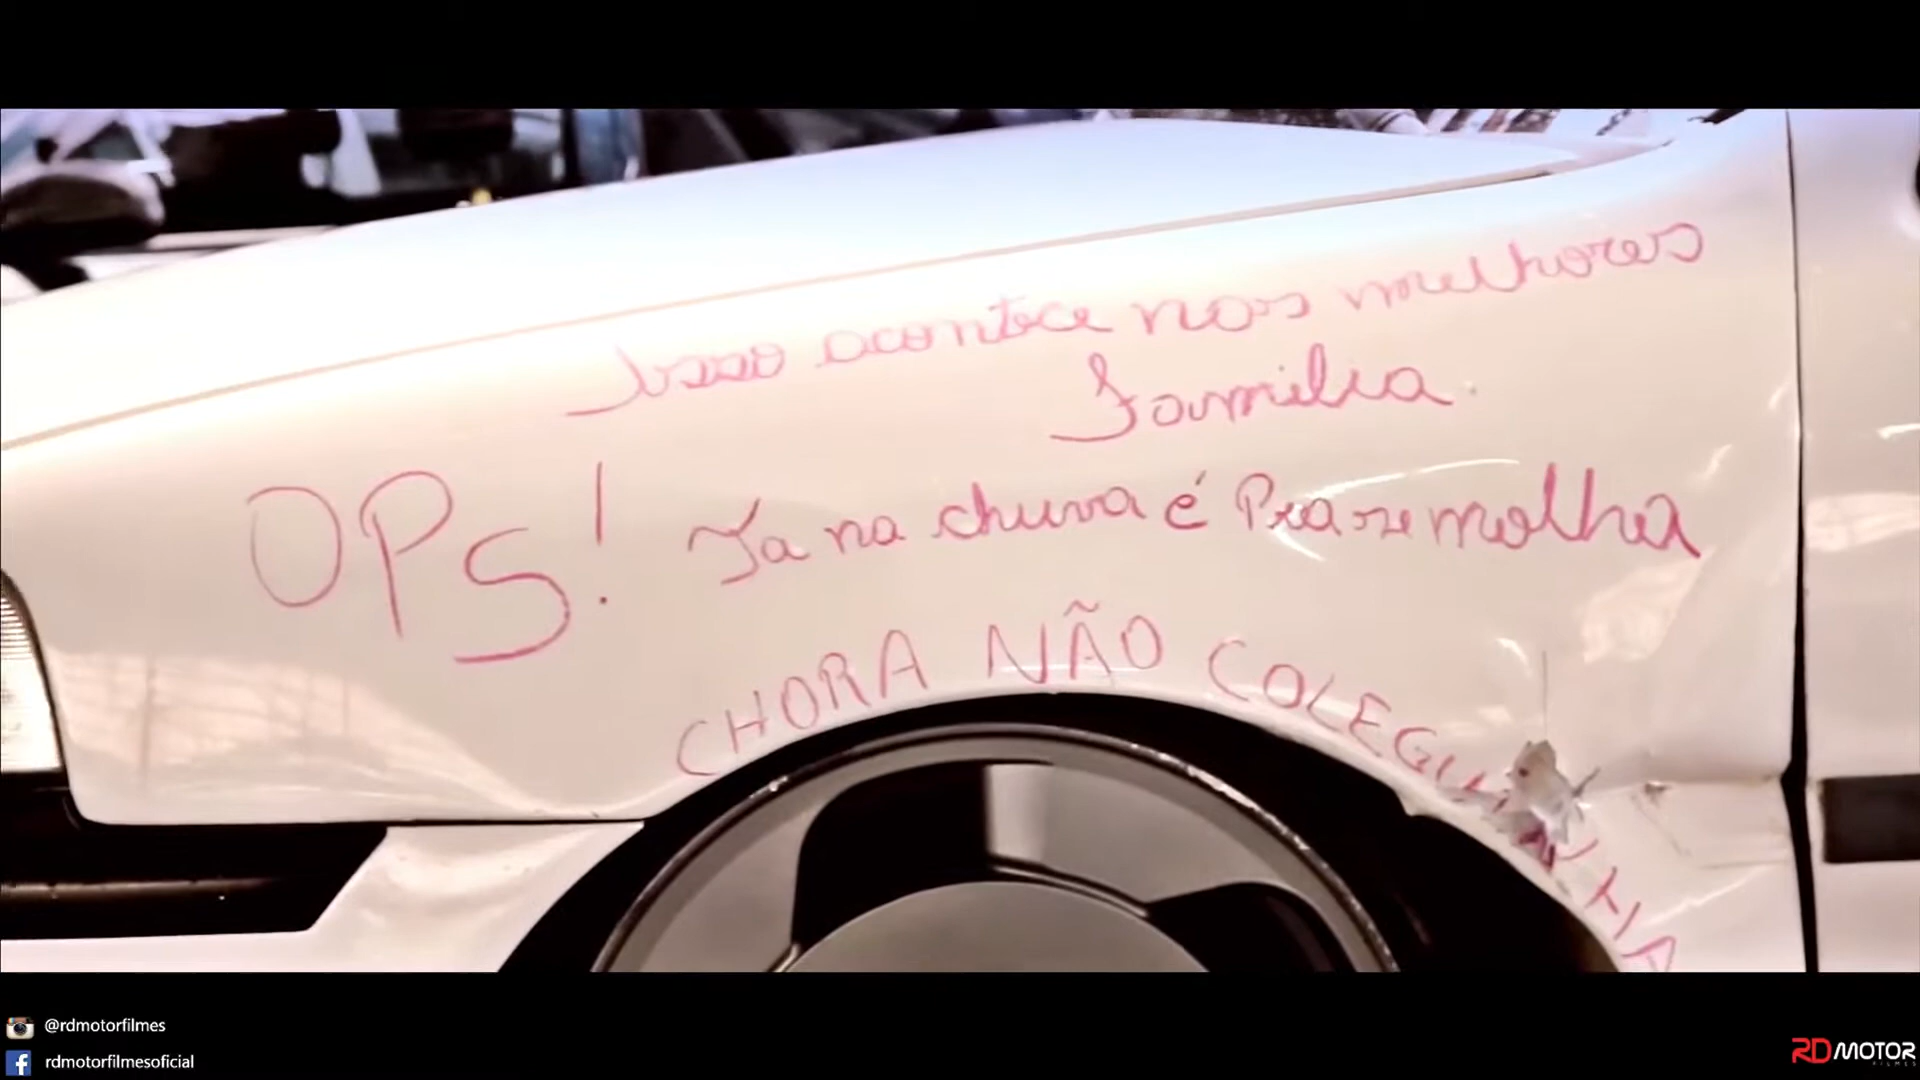 Isso acontece nos melhores
Familia.
OPS! Ta na chuva é Pra se molha
CHORA NÃO COLEGUINHA
@rdmotorfilmes
rdmotorfilmesoficial
RD MOTOR
FILMES